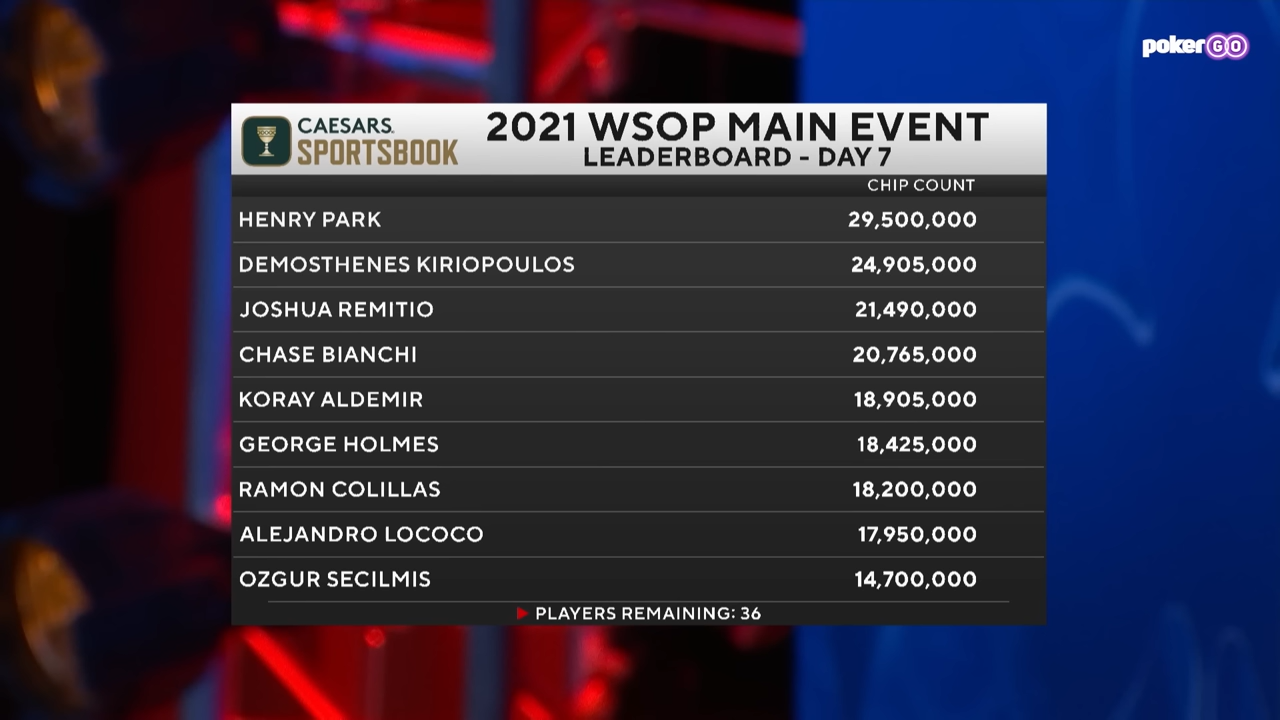 pokerGO
CAESARS
SPORTSBOOK
2021 WSOP MAIN EVENT
LEADERBOARD - DAY 7
CHIP COUNT
HENRY PARK 29,500,000
DEMOSTHENES KIRIOPOULOS 24,905,000
JOSHUA REMITIO 21,490,000
CHASE BIANCHI 20,765,000
KORAY ALDEMIR 18,905,000
GEORGE HOLMES 18,425,000
RAMON COLILLAS 18,200,000
ALEJANDRO LOCOCO 17,950,000
OZGUR SECILMIS 14,700,000
PLAYERS REMAINING: 36